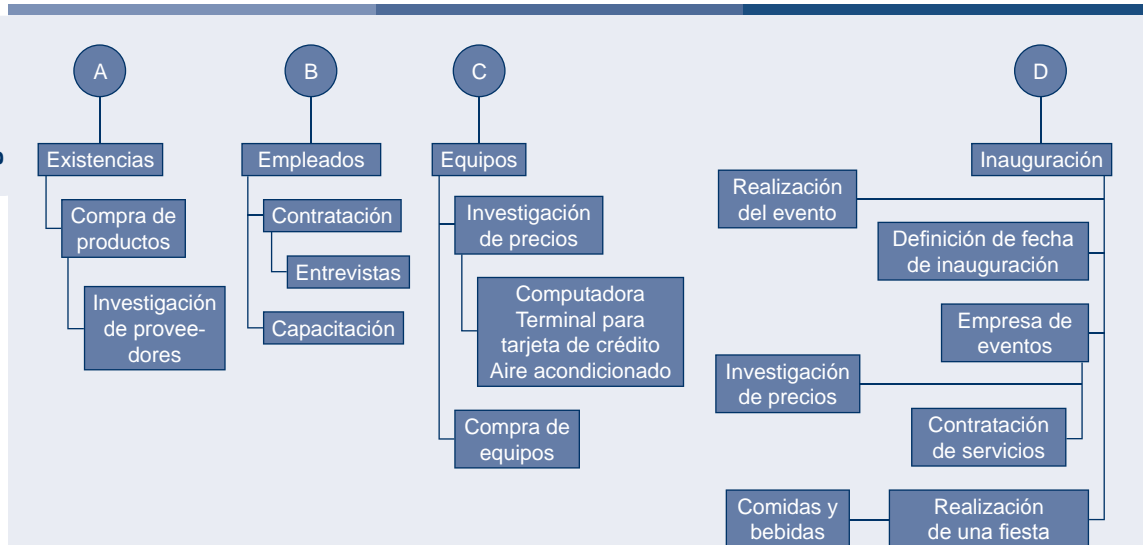 A
B
C
D
Existencias
Compra de
productos
Investigación
de provee-
dores
Empleados
Contratación
Entrevistas
Capacitación
Equipos
Investigación
de precios
Computadora
Terminal para
tarjeta de crédito
Aire acondicionado
Compra de
equipos
Inauguración
Realización
del evento
Definición de fecha
de inauguración
Empresa de
eventos
Investigación
de precios
Contratación
de servicios
Comidas y
bebidas
Realización
de una fiesta